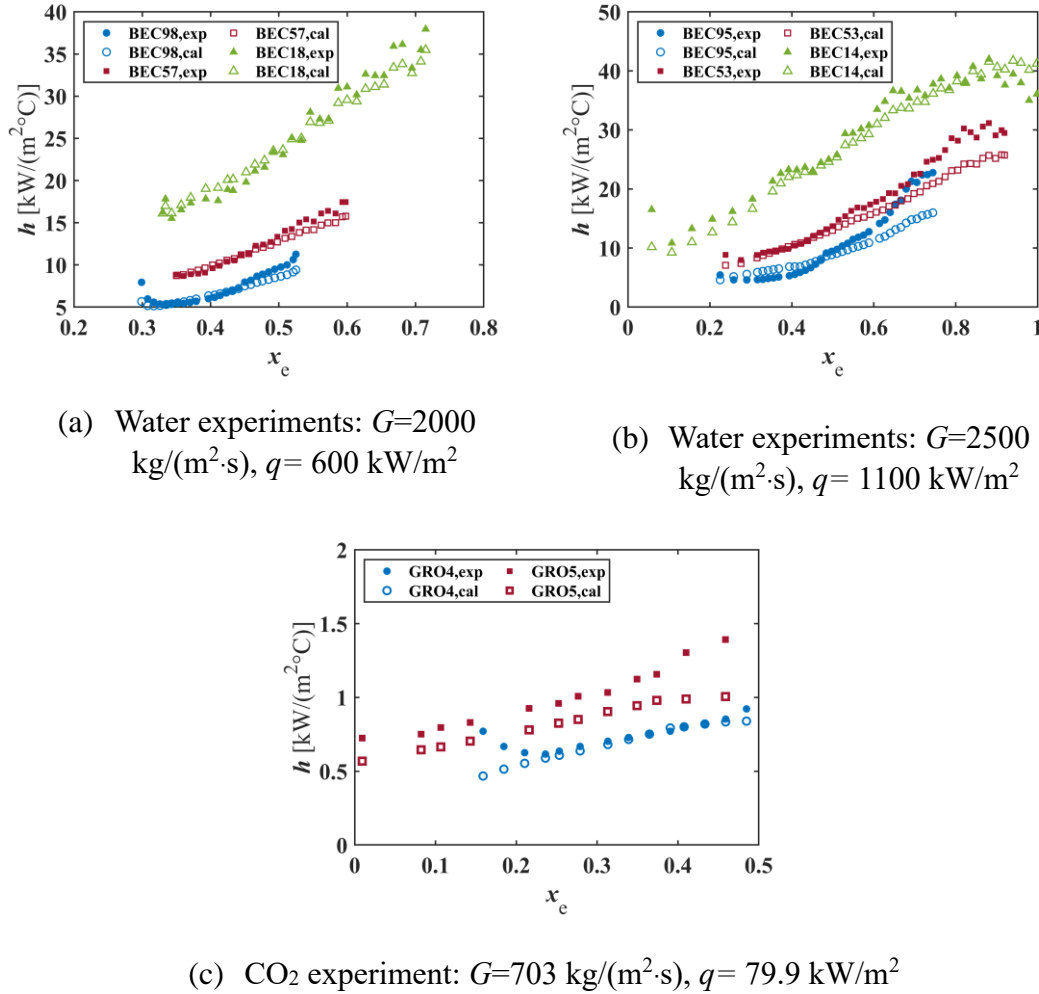 40
35
30
25
20
15
10
5
h [kW/(m²°C)]
BEC98,exp
BEC98,cal
BEC57,exp
BEC57,cal
BEC18,exp
BEC18,cal
0.2 0.3 0.4 0.5 0.6 0.7 0.8
xₑ
(a) Water experiments: G=2000
kg/(m²·s), q= 600 kW/m²
50
40
30
20
10
0
h [kW/(m²°C)]
BEC95,exp
BEC95,cal
BEC53,exp
BEC53,cal
BEC14,exp
BEC14,cal
0 0.2 0.4 0.6 0.8 1
xₑ
(b) Water experiments: G=2500
kg/(m²·s), q= 1100 kW/m²
2
1.5
1
0.5
0
h [kW/(m²°C)]
GRO4,exp
GRO4,cal
GRO5,exp
GRO5,cal
0 0.1 0.2 0.3 0.4 0.5
xₑ
(c) CO₂ experiment: G=703 kg/(m²·s), q= 79.9 kW/m²